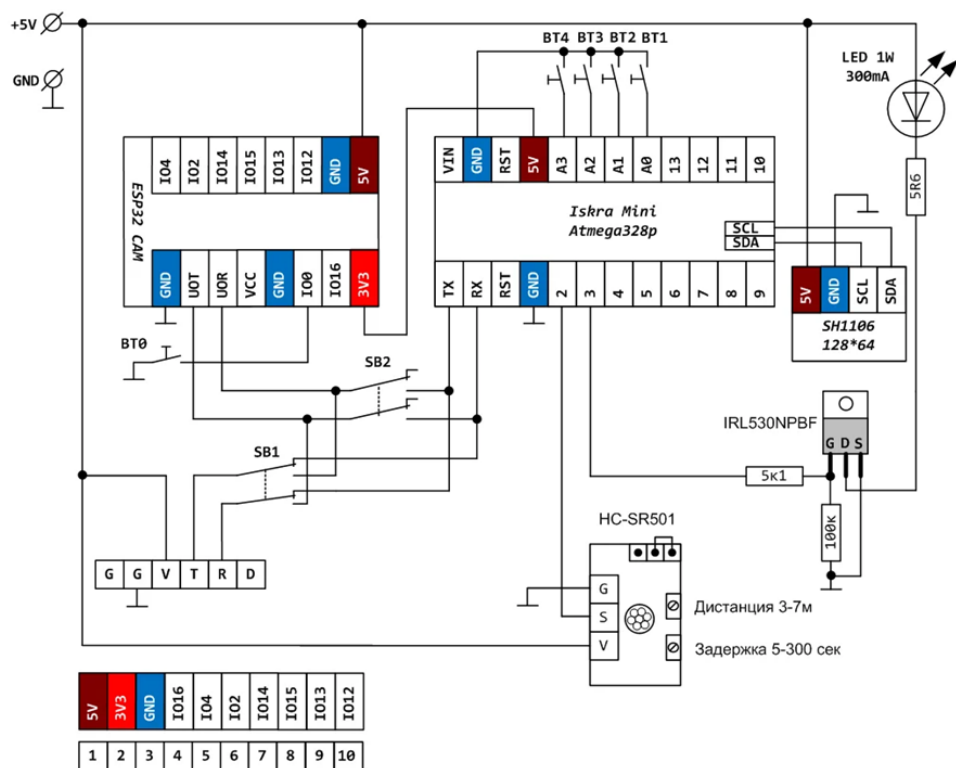 +5V
GND
BT4 BT3 BT2 BT1
LED 1W
300mA
ESP32 CAM
IO4 IO2 IO14 IO15 IO13 IO12 GND 5V
GND UOT UOR VCC GND IO0 IO16 3V3
VIN GND RST 5V A3 A2 A1 A0 13 12 11 10
Iskra Mini
Atmega328p
SCL
SDA
TX RX RST GND 2 3 4 5 6 7 8 9
5R6
5V GND SCL SDA
SH1106
128*64
BT0
SB2
SB1
IRL530NPBF
G D S
5к1
100к
G G V T R D
HC-SR501
G
S
V
Дистанция 3-7м
Задержка 5-300 сек
5V 3V3 GND IO16 IO4 IO2 IO14 IO15 IO13 IO12
1 2 3 4 5 6 7 8 9 10